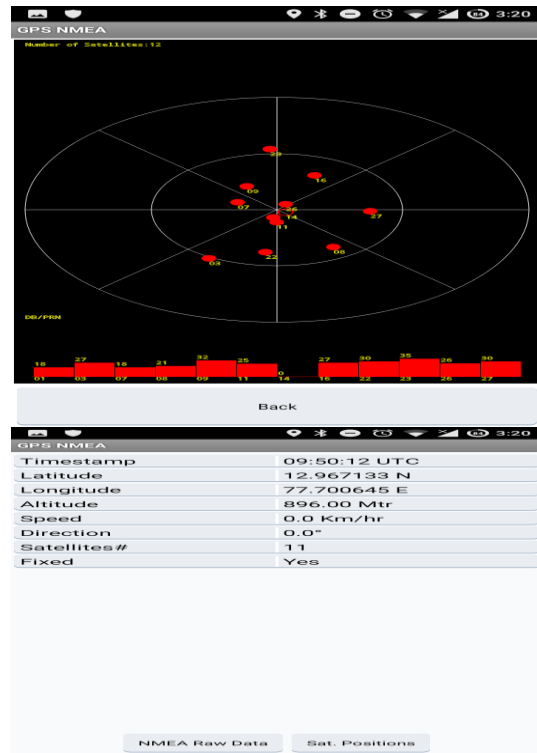 84 3:20
GPS NMEA
Number of Satellites:12
29
16
09
07
26
14
27
11
22
08
03
DB/PRN
18 27 18 21 32 25 0 27 30 35 26 30
01 03 07 08 09 11 14 16 22 23 26 27
Back
84 3:20
GPS NMEA
Timestamp 09:50:12 UTC
Latitude 12.967133 N
Longitude 77.700645 E
Altitude 896.00 Mtr
Speed 0.0 Km/hr
Direction 0.0°
Satellites# 11
Fixed Yes
NMEA Raw Data Sat. Positions